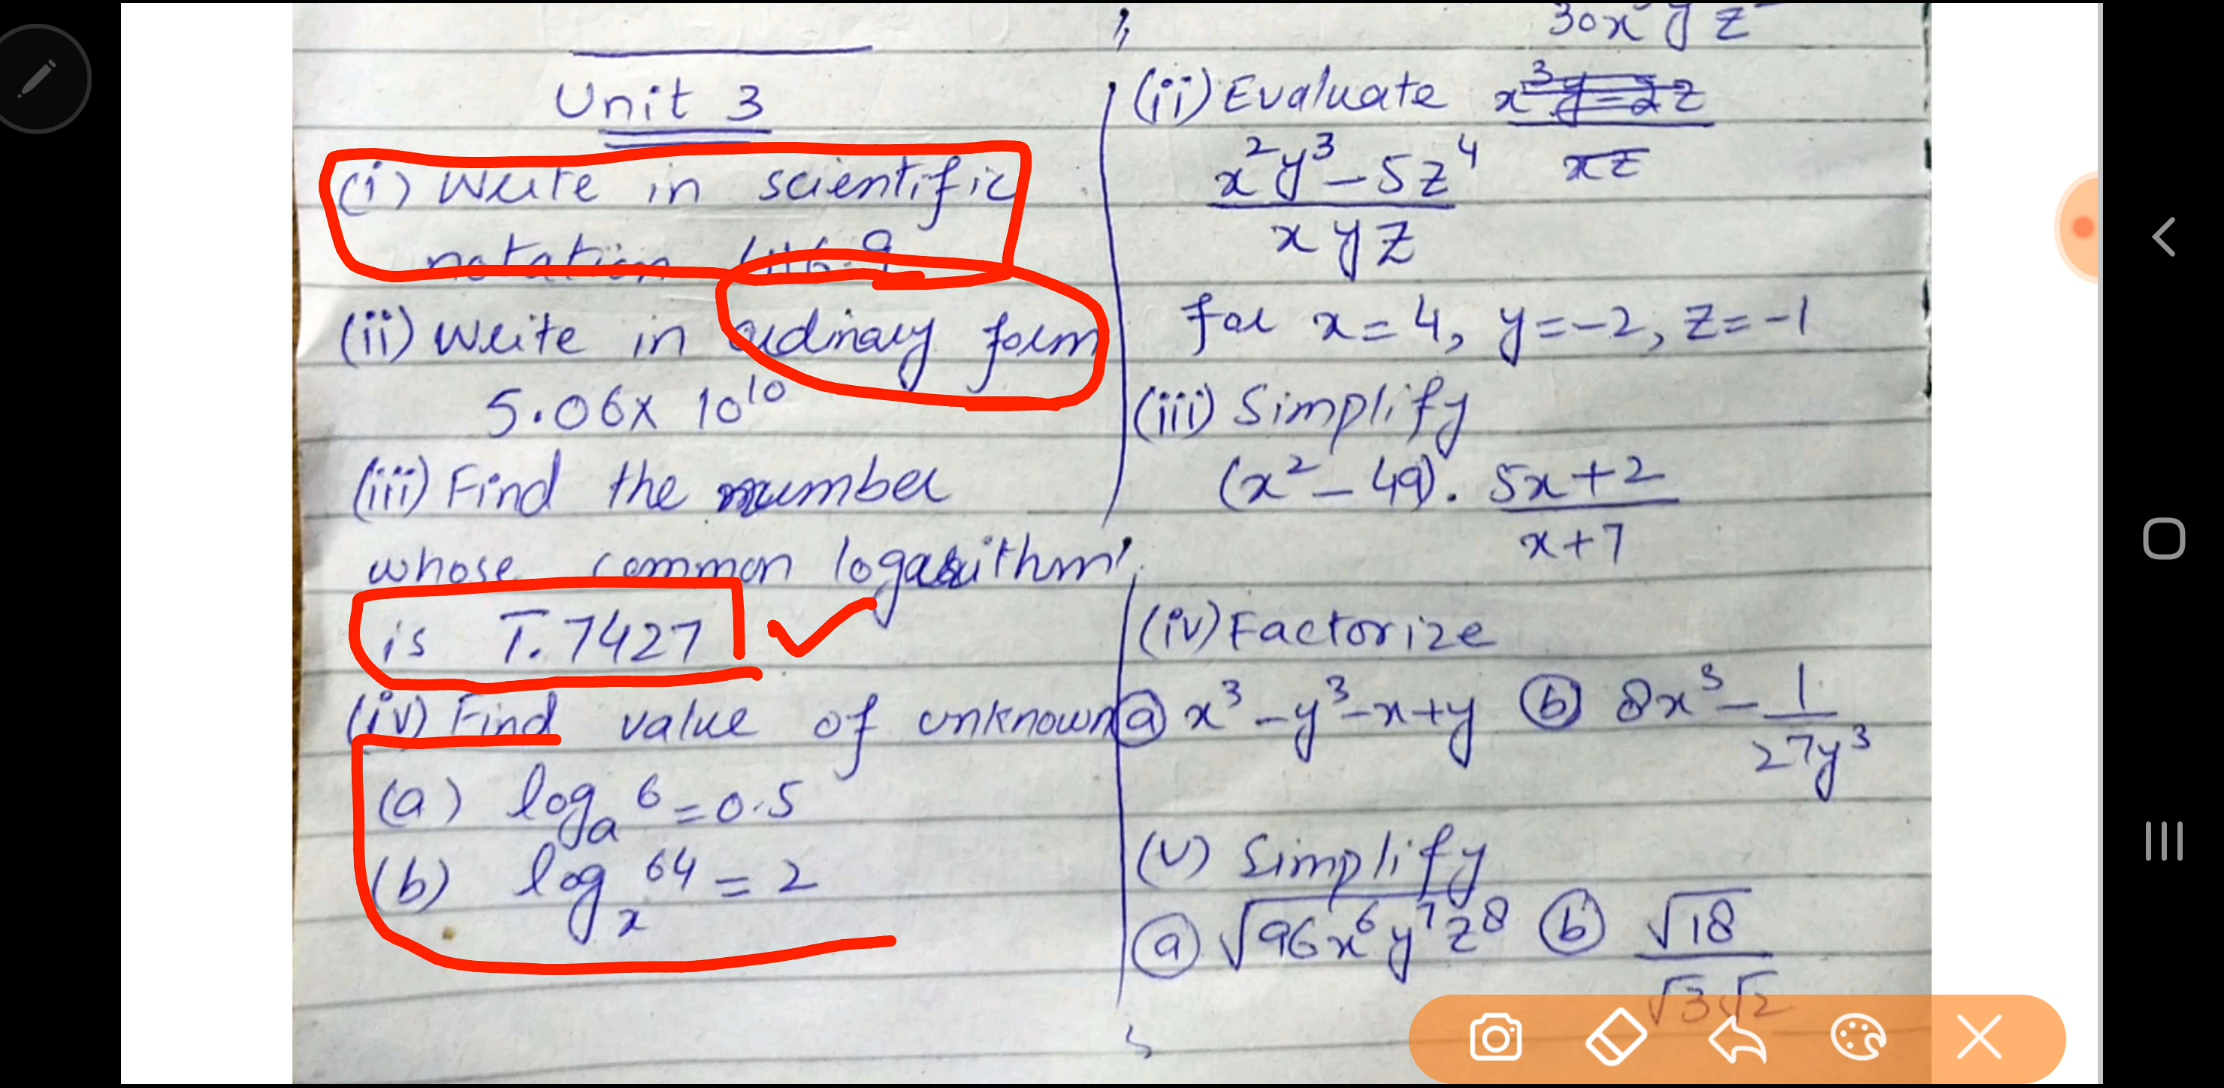 Unit 3
(i) Write in scientific
notation 416.9
(ii) Write in ordinary form
5.06x 10¹⁰
(iii) Find the number
whose common logarithm
is T̅.7427
(iv) Find value of unknown
(a) logₐ 6 = 0.5
(b) logₓ 64 = 2
30x y z
(ii) Evaluate
x²y³ – 5z⁴
xyz
for x = 4, y = –2, z = –1
(iii) Simplify
(x² – 49). 5x + 2
x + 7
(iv) Factorize
(a) x³ – y³ – x + y (b) 8x³ – 1
27y³
(v) Simplify
(a) √96x⁶y⁷z⁸ (b) √18
√3√2